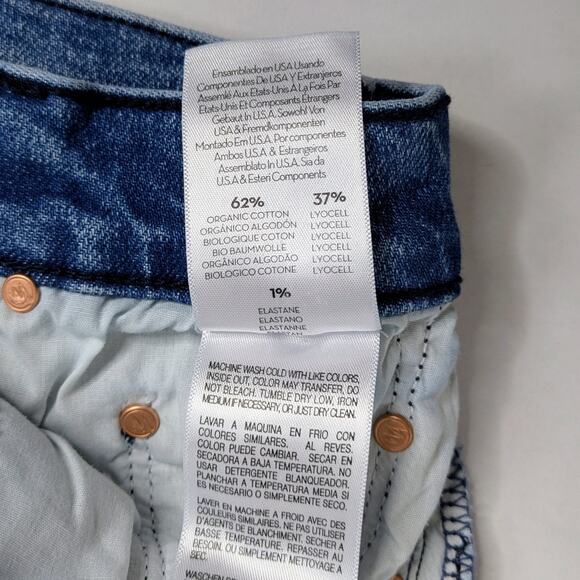 Ensamblado en USA Usando
Componentes De USA Y Extranjeros
Assemblé Aux Etats-Unis À La Fois Par
Etats-Unis Et Composants Étrangers
Gebaut In U.S.A. Sowohl Von
USA & Fremdkomponenten
Montado Em U.S.A. Por componentes
Ambos U.S.A & Estrangeiras
Assemblato In U.S.A, Sia da
U.S.A & Esteri Components
62% 37%
ORGANIC COTTON LYOCELL
ORGÁNICO ALGODÓN LYOCELL
BIOLOGIQUE COTON LYOCELL
BIO BAUMWOLLE LYOCELL
ORGÂNICO ALGODÃO LYOCELL
BIOLOGICO COTONE LYOCELL
1%
ELASTANE
ELASTANO
ELASTHANNE
MACHINE WASH COLD WITH LIKE COLORS,
INSIDE OUT, COLOR MAY TRANSFER, DO
NOT BLEACH. TUMBLE DRY LOW, IRON
MEDIUM IF NECESSARY, OR JUST DRY CLEAN.
LAVAR A MAQUINA EN FRIO CON
COLORES SIMILARES. AL REVES.
COLOR PUEDE CAMBIAR, SECAR EN
SECADORA A BAJA TEMPERATURA. NO
USAR DETERGENTE BLANQUEADOR.
PLANCHAR A TEMPERATURA MEDIA SI
ES NECESARIO O SIMPLEMENTE SECO.
LAVER EN MACHINE A FROID AVEC DES
COULEURS SIMILAIRES. NE PAS UTILISER
D'AGENTS DE BLANCHIMENT, SECHER A
BASSE TEMPERATURE. REPASSER AU
BESOIN. OU SIMPLEMENT NETTOYAGE A
SEC.